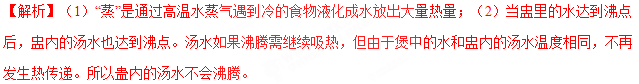 【解析】（1）“蒸”是通过高温水蒸气遇到冷的食物液化成水放出大量热量；（2）当盅里的水达到沸点
后，盅内的汤水也达到沸点。汤水如果沸腾需继续吸热，但由于煲中的水和盅内的汤水温度相同，不再
发生热传递。所以盅内的汤水不会沸腾。